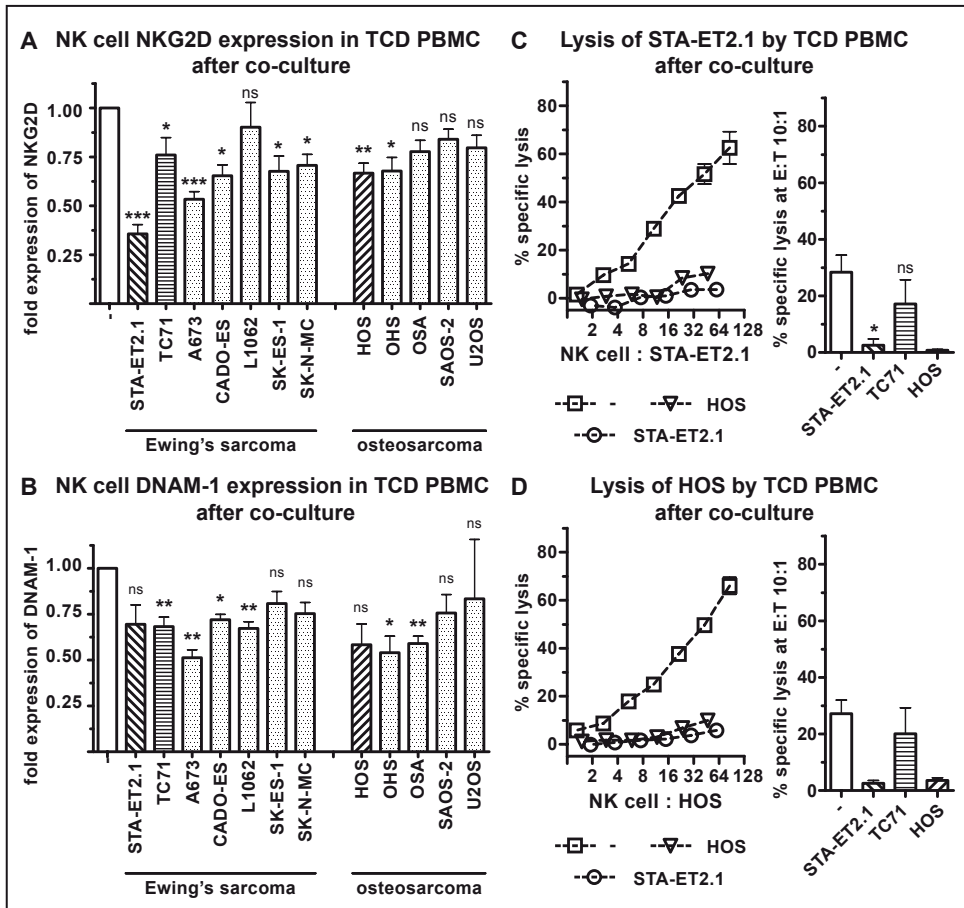 A NK cell NKG2D expression in TCD PBMC
after co-culture
fold expression of NKG2D
1.00
0.75
0.50
0.25
***
*
***
*
ns
*
*
**
*
ns
ns
ns
-
STA-ET2.1
TC71
A673
CADO-ES
L1062
SK-ES-1
SK-N-MC
HOS
OHS
OSA
SAOS-2
U2OS
Ewing's sarcoma
osteosarcoma
B NK cell DNAM-1 expression in TCD PBMC
after co-culture
fold expression of DNAM-1
1.00
0.75
0.50
0.25
ns
**
**
*
**
ns
ns
ns
*
**
ns
ns
-
STA-ET2.1
TC71
A673
CADO-ES
L1062
SK-ES-1
SK-N-MC
HOS
OHS
OSA
SAOS-2
U2OS
Ewing's sarcoma
osteosarcoma
C Lysis of STA-ET2.1 by TCD PBMC
after co-culture
% specific lysis
80
60
40
20
0
2 4 8 16 32 64 128
NK cell : STA-ET2.1
-
HOS
STA-ET2.1
% specific lysis at E:T 10:1
80
60
40
20
0
*
ns
-
STA-ET2.1
TC71
HOS
D Lysis of HOS by TCD PBMC
after co-culture
% specific lysis
80
60
40
20
0
2 4 8 16 32 64 128
NK cell : HOS
-
HOS
STA-ET2.1
% specific lysis at E:T 10:1
80
60
40
20
0
-
STA-ET2.1
TC71
HOS